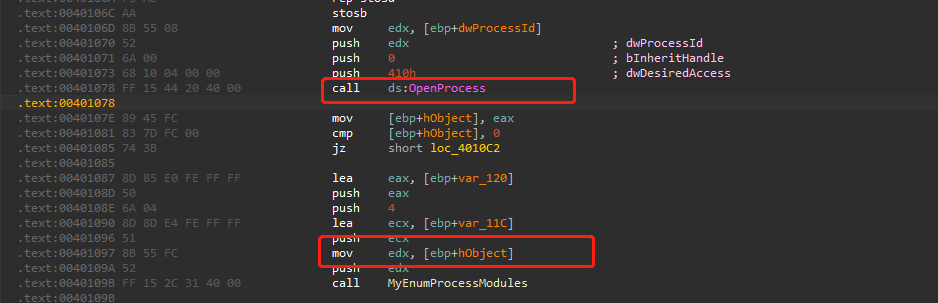 .text:0040106C AA stosb
.text:0040106D 8B 55 08 mov edx, [ebp+dwProcessId]
.text:00401070 52 push edx ; dwProcessId
.text:00401071 6A 00 push 0 ; bInheritHandle
.text:00401073 68 10 04 00 00 push 410h ; dwDesiredAccess
.text:00401078 FF 15 44 20 40 00 call ds:OpenProcess
.text:00401078
.text:0040107E 89 45 FC mov [ebp+hObject], eax
.text:00401081 83 7D FC 00 cmp [ebp+hObject], 0
.text:00401085 74 3B jz short loc_4010C2
.text:00401085
.text:00401087 8D 85 E0 FE FF FF lea eax, [ebp+var_120]
.text:0040108D 50 push eax
.text:0040108E 6A 04 push 4
.text:00401090 8D 8D E4 FE FF FF lea ecx, [ebp+var_11C]
.text:00401096 51 push ecx
.text:00401097 8B 55 FC mov edx, [ebp+hObject]
.text:0040109A 52 push edx
.text:0040109B FF 15 2C 31 40 00 call MyEnumProcessModules
.text:0040109B